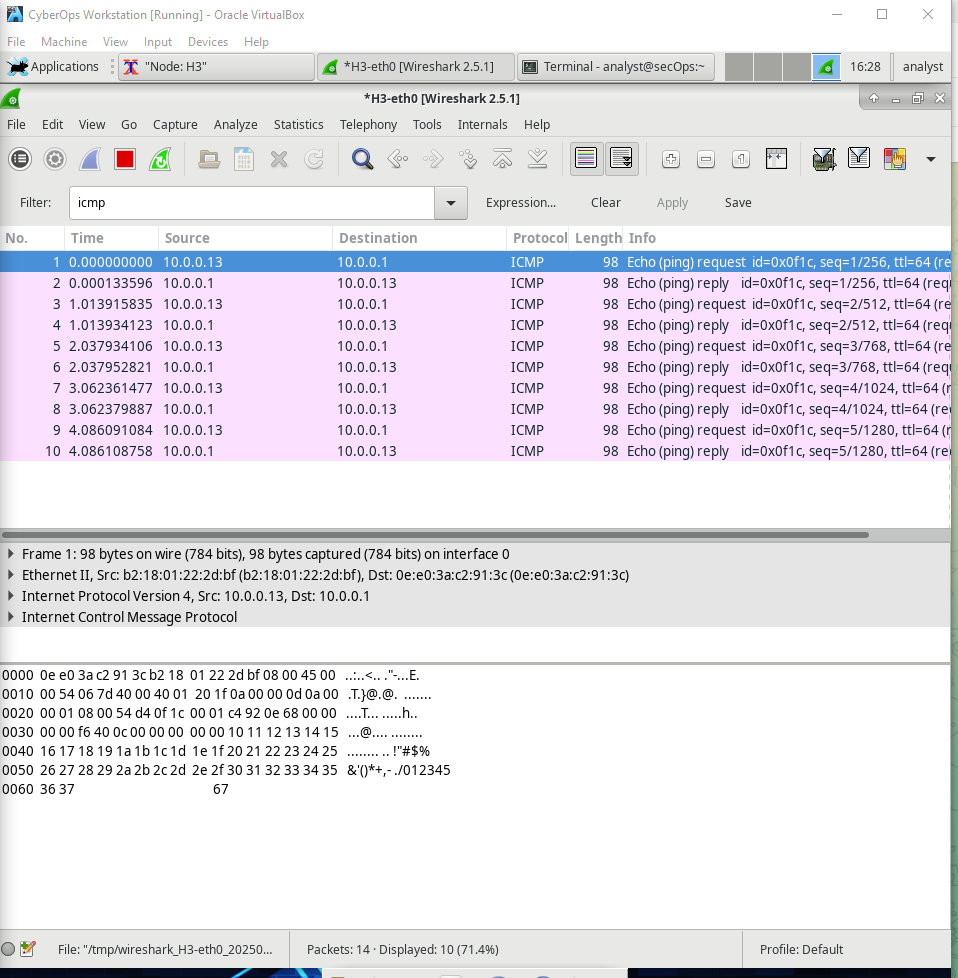 CyberOps Workstation [Running] - Oracle VirtualBox
File Machine View Input Devices Help
Applications "Node: H3" *H3-eth0 [Wireshark 2.5.1] Terminal - analyst@secOps:~ 16:28 analyst
*H3-eth0 [Wireshark 2.5.1]
File Edit View Go Capture Analyze Statistics Telephony Tools Internals Help
Filter: icmp Expression... Clear Apply Save
No. Time Source Destination Protocol Length Info
1 0.000000000 10.0.0.13 10.0.0.1 ICMP 98 Echo (ping) request id=0x0f1c, seq=1/256, ttl=64 (re
2 0.000133596 10.0.0.1 10.0.0.13 ICMP 98 Echo (ping) reply id=0x0f1c, seq=1/256, ttl=64 (requ
3 1.013915835 10.0.0.13 10.0.0.1 ICMP 98 Echo (ping) request id=0x0f1c, seq=2/512, ttl=64 (re
4 1.013934123 10.0.0.1 10.0.0.13 ICMP 98 Echo (ping) reply id=0x0f1c, seq=2/512, ttl=64 (requ
5 2.037934106 10.0.0.13 10.0.0.1 ICMP 98 Echo (ping) request id=0x0f1c, seq=3/768, ttl=64 (re
6 2.037952821 10.0.0.1 10.0.0.13 ICMP 98 Echo (ping) reply id=0x0f1c, seq=3/768, ttl=64 (requ
7 3.062361477 10.0.0.13 10.0.0.1 ICMP 98 Echo (ping) request id=0x0f1c, seq=4/1024, ttl=64 (r
8 3.062379887 10.0.0.1 10.0.0.13 ICMP 98 Echo (ping) reply id=0x0f1c, seq=4/1024, ttl=64 (req
9 4.086091084 10.0.0.13 10.0.0.1 ICMP 98 Echo (ping) request id=0x0f1c, seq=5/1280, ttl=64 (r
10 4.086108758 10.0.0.1 10.0.0.13 ICMP 98 Echo (ping) reply id=0x0f1c, seq=5/1280, ttl=64 (req
Frame 1: 98 bytes on wire (784 bits), 98 bytes captured (784 bits) on interface 0
Ethernet II, Src: b2:18:01:22:2d:bf (b2:18:01:22:2d:bf), Dst: 0e:e0:3a:c2:91:3c (0e:e0:3a:c2:91:3c)
Internet Protocol Version 4, Src: 10.0.0.13, Dst: 10.0.0.1
Internet Control Message Protocol
0000 0e e0 3a c2 91 3c b2 18 01 22 2d bf 08 00 45 00 ..:..<.. ."-...E.
0010 00 54 06 7d 40 00 40 01 20 1f 0a 00 00 0d 0a 00 .T.}@.@. .......
0020 00 01 08 00 54 d4 0f 1c 00 01 c4 92 0e 68 00 00 ....T... .....h..
0030 00 00 f6 40 0c 00 00 00 00 00 10 11 12 13 14 15 ...@.... ........
0040 16 17 18 19 1a 1b 1c 1d 1e 1f 20 21 22 23 24 25 ........ .. !"#$%
0050 26 27 28 29 2a 2b 2c 2d 2e 2f 30 31 32 33 34 35 &'()*+,- ./012345
0060 36 37 67
File: "/tmp/wireshark_H3-eth0_20250... Packets: 14 · Displayed: 10 (71.4%) Profile: Default